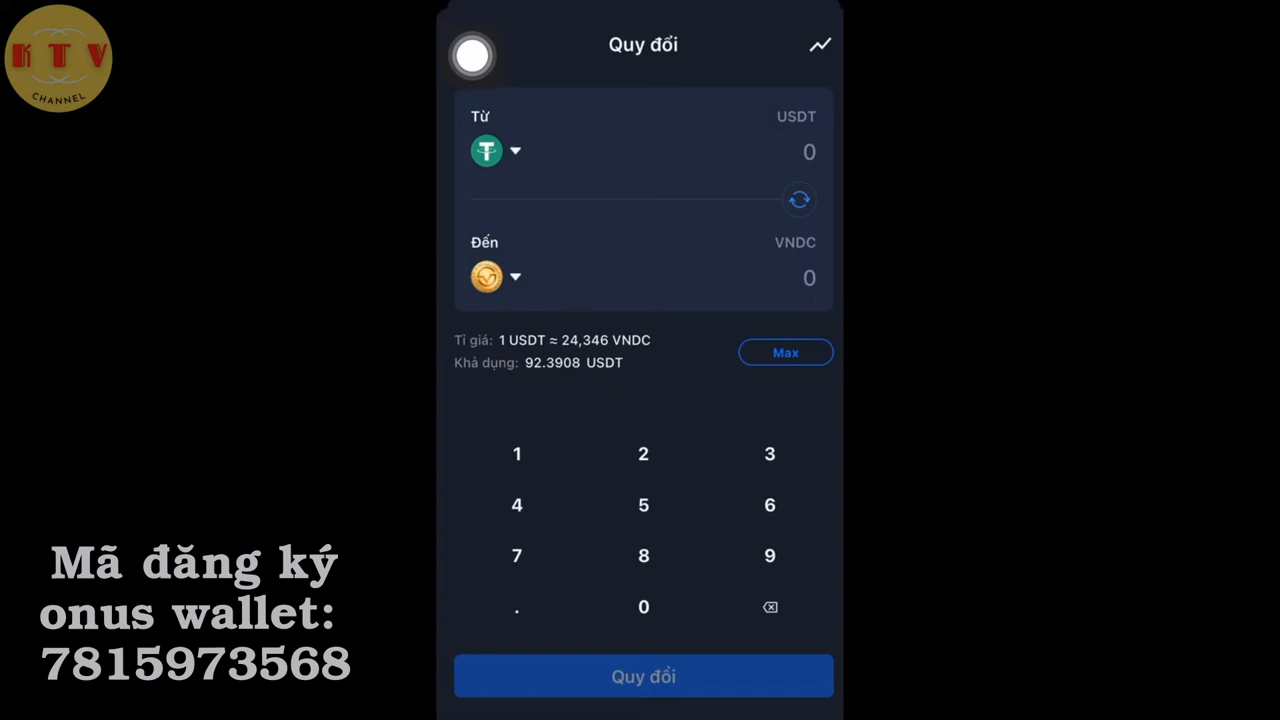 KTV
CHANNEL
Quy đổi
Từ
USDT
0
Đến
VNDC
0
Tỉ giá: 1 USDT ≈ 24,346 VNDC
Khả dụng: 92.3908 USDT
Max
1 2 3
4 5 6
7 8 9
. 0
Quy đổi
Mã đăng ký
onus wallet:
7815973568